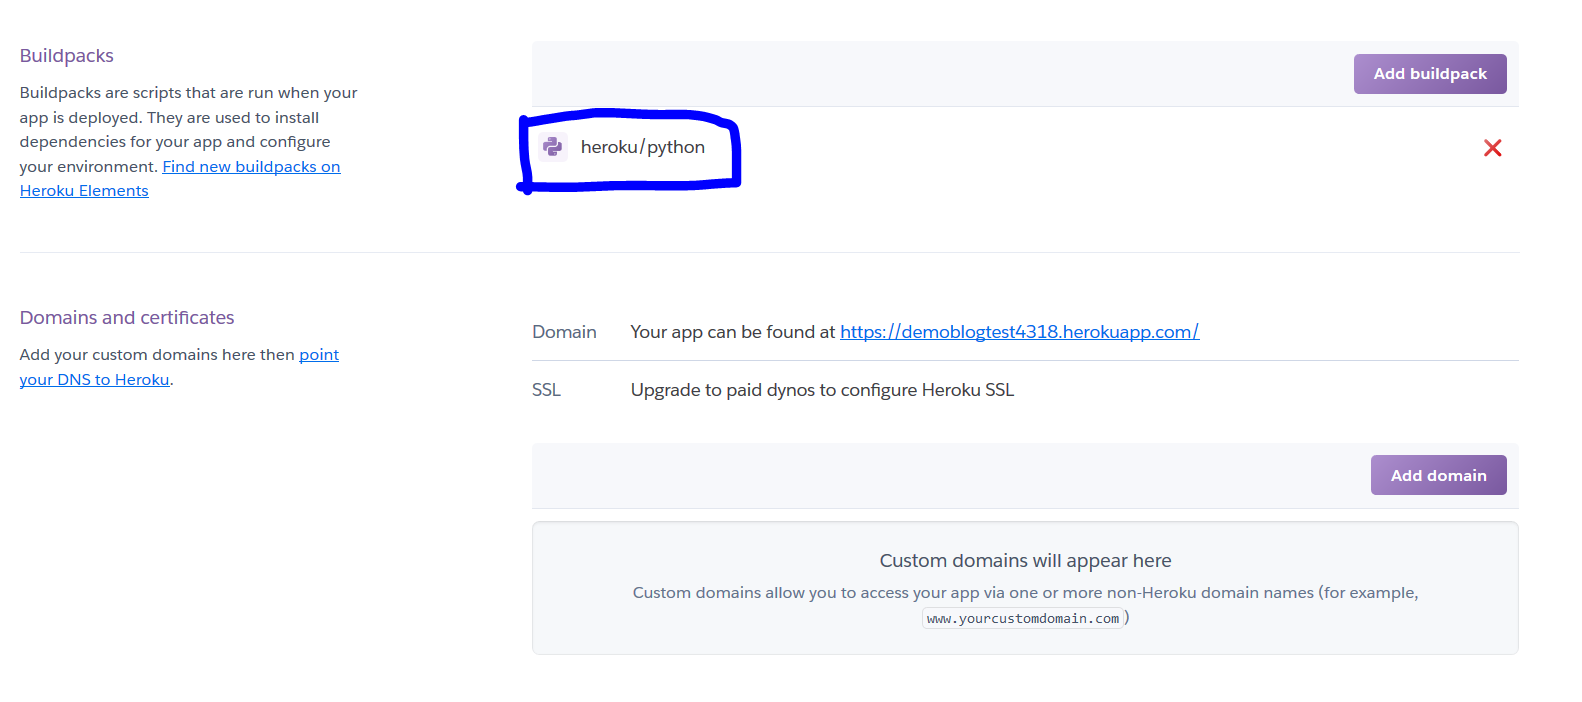 Buildpacks
Buildpacks are scripts that are run when your
app is deployed. They are used to install
dependencies for your app and configure
your environment. Find new buildpacks on
Heroku Elements
Add buildpack
heroku/python
Domains and certificates
Add your custom domains here then point
your DNS to Heroku.
Domain Your app can be found at https://demoblogtest4318.herokuapp.com/
SSL Upgrade to paid dynos to configure Heroku SSL
Add domain
Custom domains will appear here
Custom domains allow you to access your app via one or more non-Heroku domain names (for example,
www.yourcustomdomain.com)